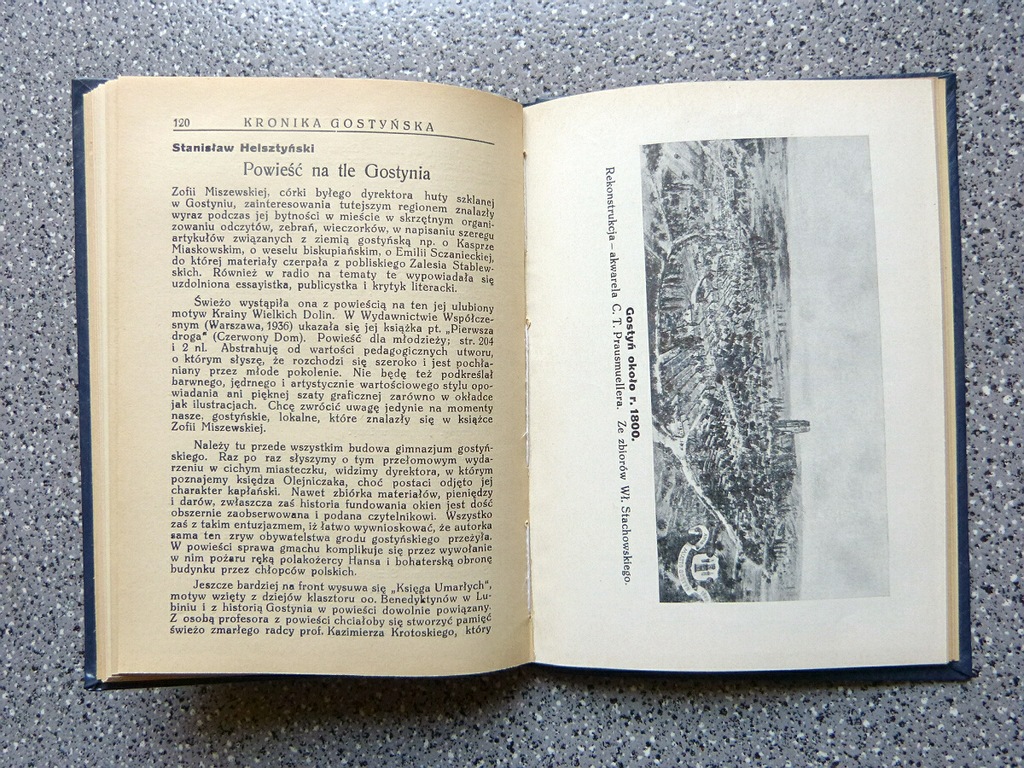 120 KRONIKA GOSTYŃSKA
Stanisław Helsztyński
Powieść na tle Gostynia
Zofii Miszewskiej, córki byłego dyrektora huty szklanej
w Gostyniu, zainteresowania tutejszym regionem znalazły
wyraz podczas jej bytności w mieście w skrzętnym organi-
zowaniu odczytów, zebrań, wieczorków, w napisaniu szeregu
artykułów związanych z ziemią gostyńską np. o Kasprze
Miaskowskim, o weselu biskupiańskim, o Emilii Sczanieckiej,
do której materiały czerpała z pobliskiego Zalesia Stablew-
skich. Również w radio na tematy te wypowiadała się
uzdolniona essayistka, publicystka i krytyk literacki.
Świeżo wystąpiła ona z powieścią na ten jej ulubiony
motyw Krainy Wielkich Dolin. W Wydawnictwie Współcze-
snym (Warszawa, 1936) ukazała się jej książka pt. „Pierwsza
droga" (Czerwony Dom). Powieść dla młodzieży; str. 204
i 2 nl. Abstrahuję od wartości pedagogicznych utworu,
o którym słyszę, że rozchodzi się szeroko i jest pochła-
niany przez młode pokolenie. Nie będę też podkreślał
barwnego, jędrnego i artystycznie wartościowego stylu opo-
wiadania ani pięknej szaty graficznej zarówno w okładce
jak ilustracjach. Chcę zwrócić uwagę jedynie na momenty
nasze, gostyńskie, lokalne, które znalazły się w książce
Zofii Miszewskiej.
Należy tu przede wszystkim budowa gimnazjum gostyń-
skiego. Raz po raz słyszymy o tym przełomowym wyda-
rzeniu w cichym miasteczku, widzimy dyrektora, w którym
poznajemy księdza Olejniczaka, choć postaci odjęto jej
charakter kapłański. Nawet zbiórka materiałów, pieniędzy
i darów, zwłaszcza zaś historia fundowania okien jest dość
obszernie zaobserwowana i podana czytelnikowi. Wszystko
zaś z takim entuzjazmem, iż łatwo wywnioskować, że autorka
sama ten zryw obywatelstwa grodu gostyńskiego przeżyła.
W powieści sprawa gmachu komplikuje się przez wywołanie
w nim pożaru ręką polakożercy Hansa i bohaterską obronę
budynku przez chłopców polskich.
Jeszcze bardziej na front wysuwa się „Księga Umarłych",
motyw wzięty z dziejów klasztoru oo. Benedyktynów w Lu-
biniu i z historią Gostynia w powieści dowolnie powiązany.
Z osobą profesora z powieści chciałoby się stworzyć pamięć
świeżo zmarłego radcy prof. Kazimierza Krotoskiego, który
Gostyń około r. 1800.
Rekonstrukcja – akwarela C. T. Prausmuellera. Ze zbiorów Wł. Stachowskiego.